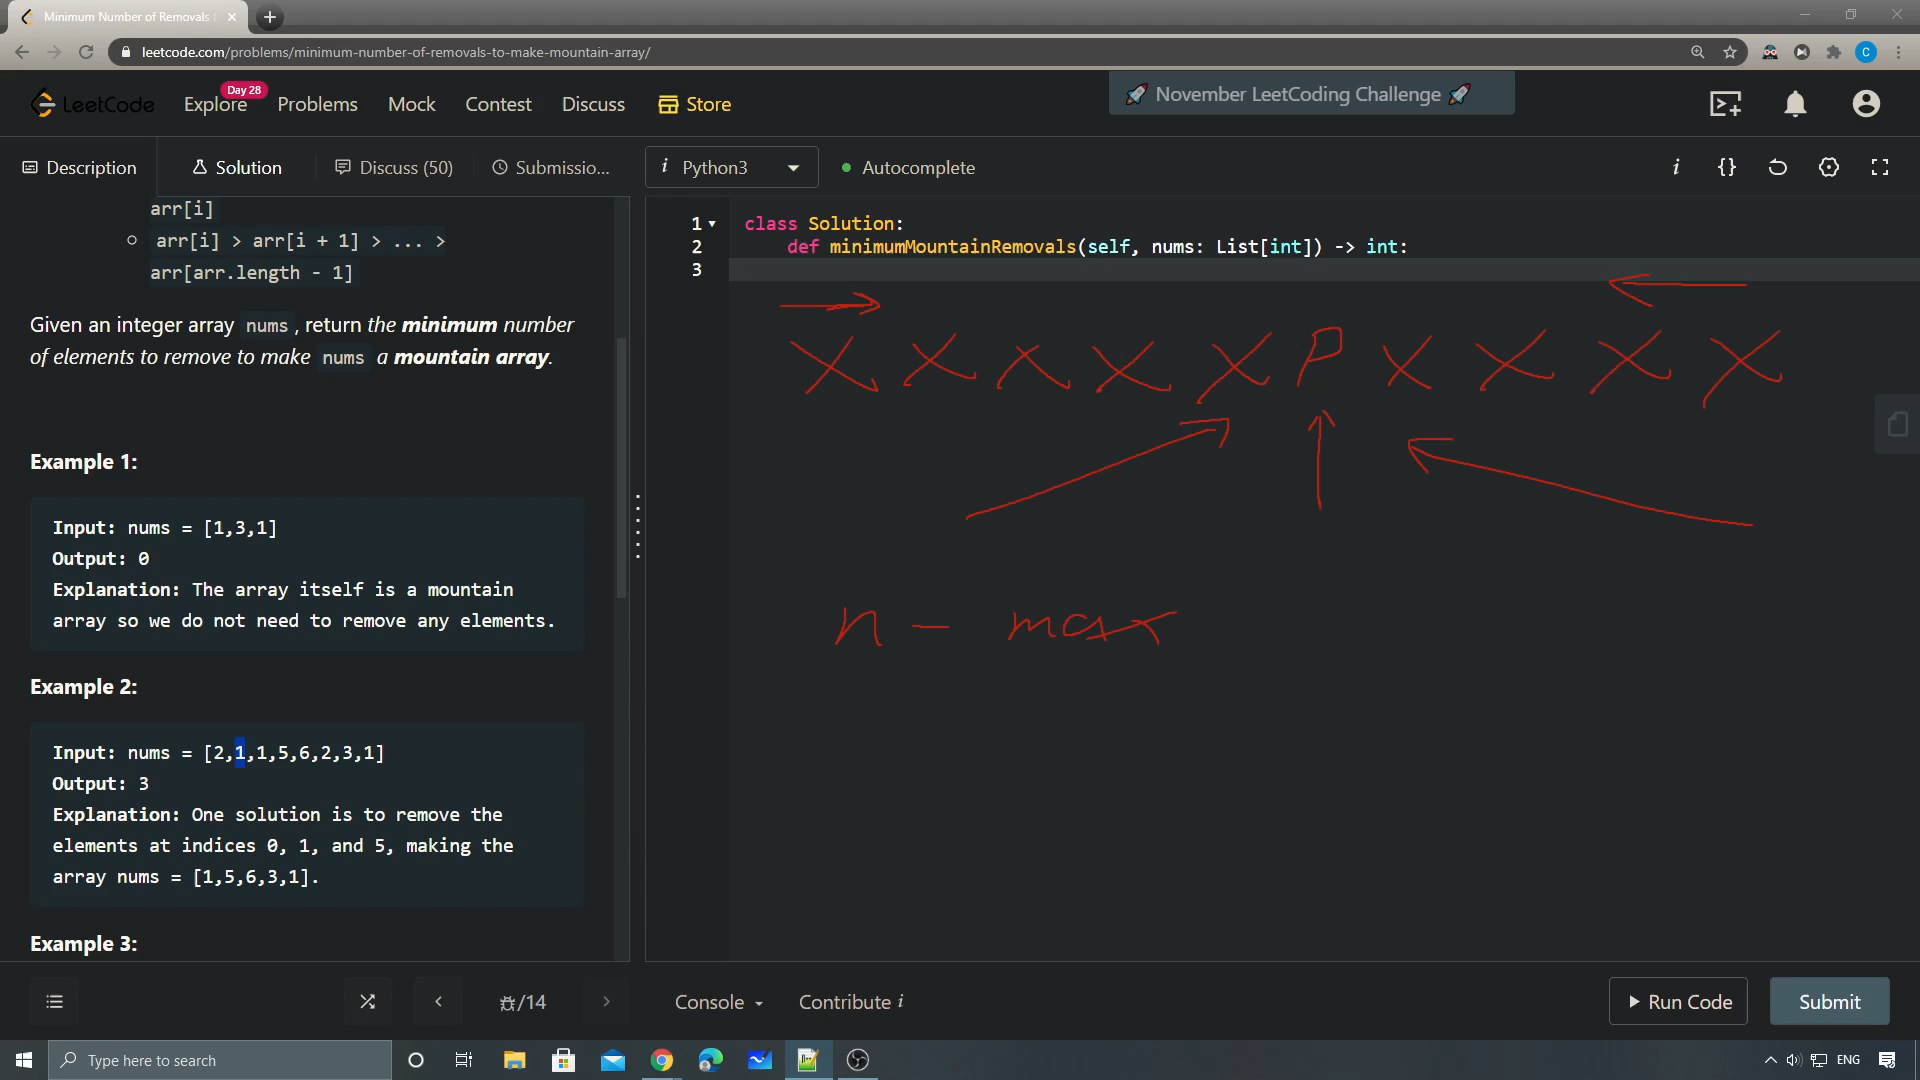 Minimum Number of Removals
leetcode.com/problems/minimum-number-of-removals-to-make-mountain-array/
C
LeetCode
Explore
Day 28
Problems
Mock
Contest
Discuss
Store
🚀 November LeetCoding Challenge 🚀
Description
Solution
Discuss (50)
Submissio...
i Python3
Autocomplete
i
{}
arr[i]
arr[i] > arr[i + 1] > ... >
arr[arr.length - 1]
Given an integer array nums, return the minimum number
of elements to remove to make nums a mountain array.
Example 1:
Input: nums = [1,3,1]
Output: 0
Explanation: The array itself is a mountain
array so we do not need to remove any elements.
Example 2:
Input: nums = [2,1,1,5,6,2,3,1]
Output: 3
Explanation: One solution is to remove the
elements at indices 0, 1, and 5, making the
array nums = [1,5,6,3,1].
Example 3:
1 class Solution:
2 def minimumMountainRemovals(self, nums: List[int]) -> int:
3
X X X X X P X X X X
n - max
/14
Console
Contribute i
Run Code
Submit
Type here to search
ENG